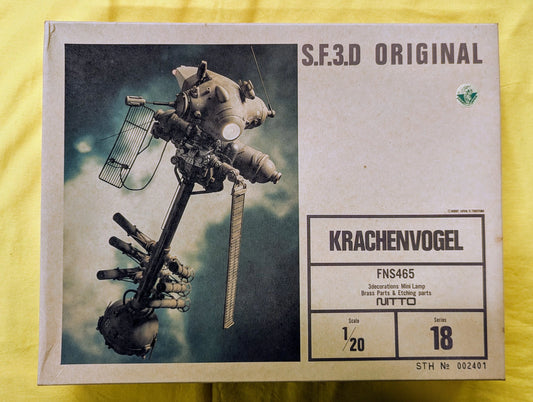 S.F.3.D ORIGINAL
KRACHENVOGEL
FNS465
3decorations Mini Lamp
Brass Parts & Etching parts
NITTO
Scale
1/20
Series
18
STH № 002401